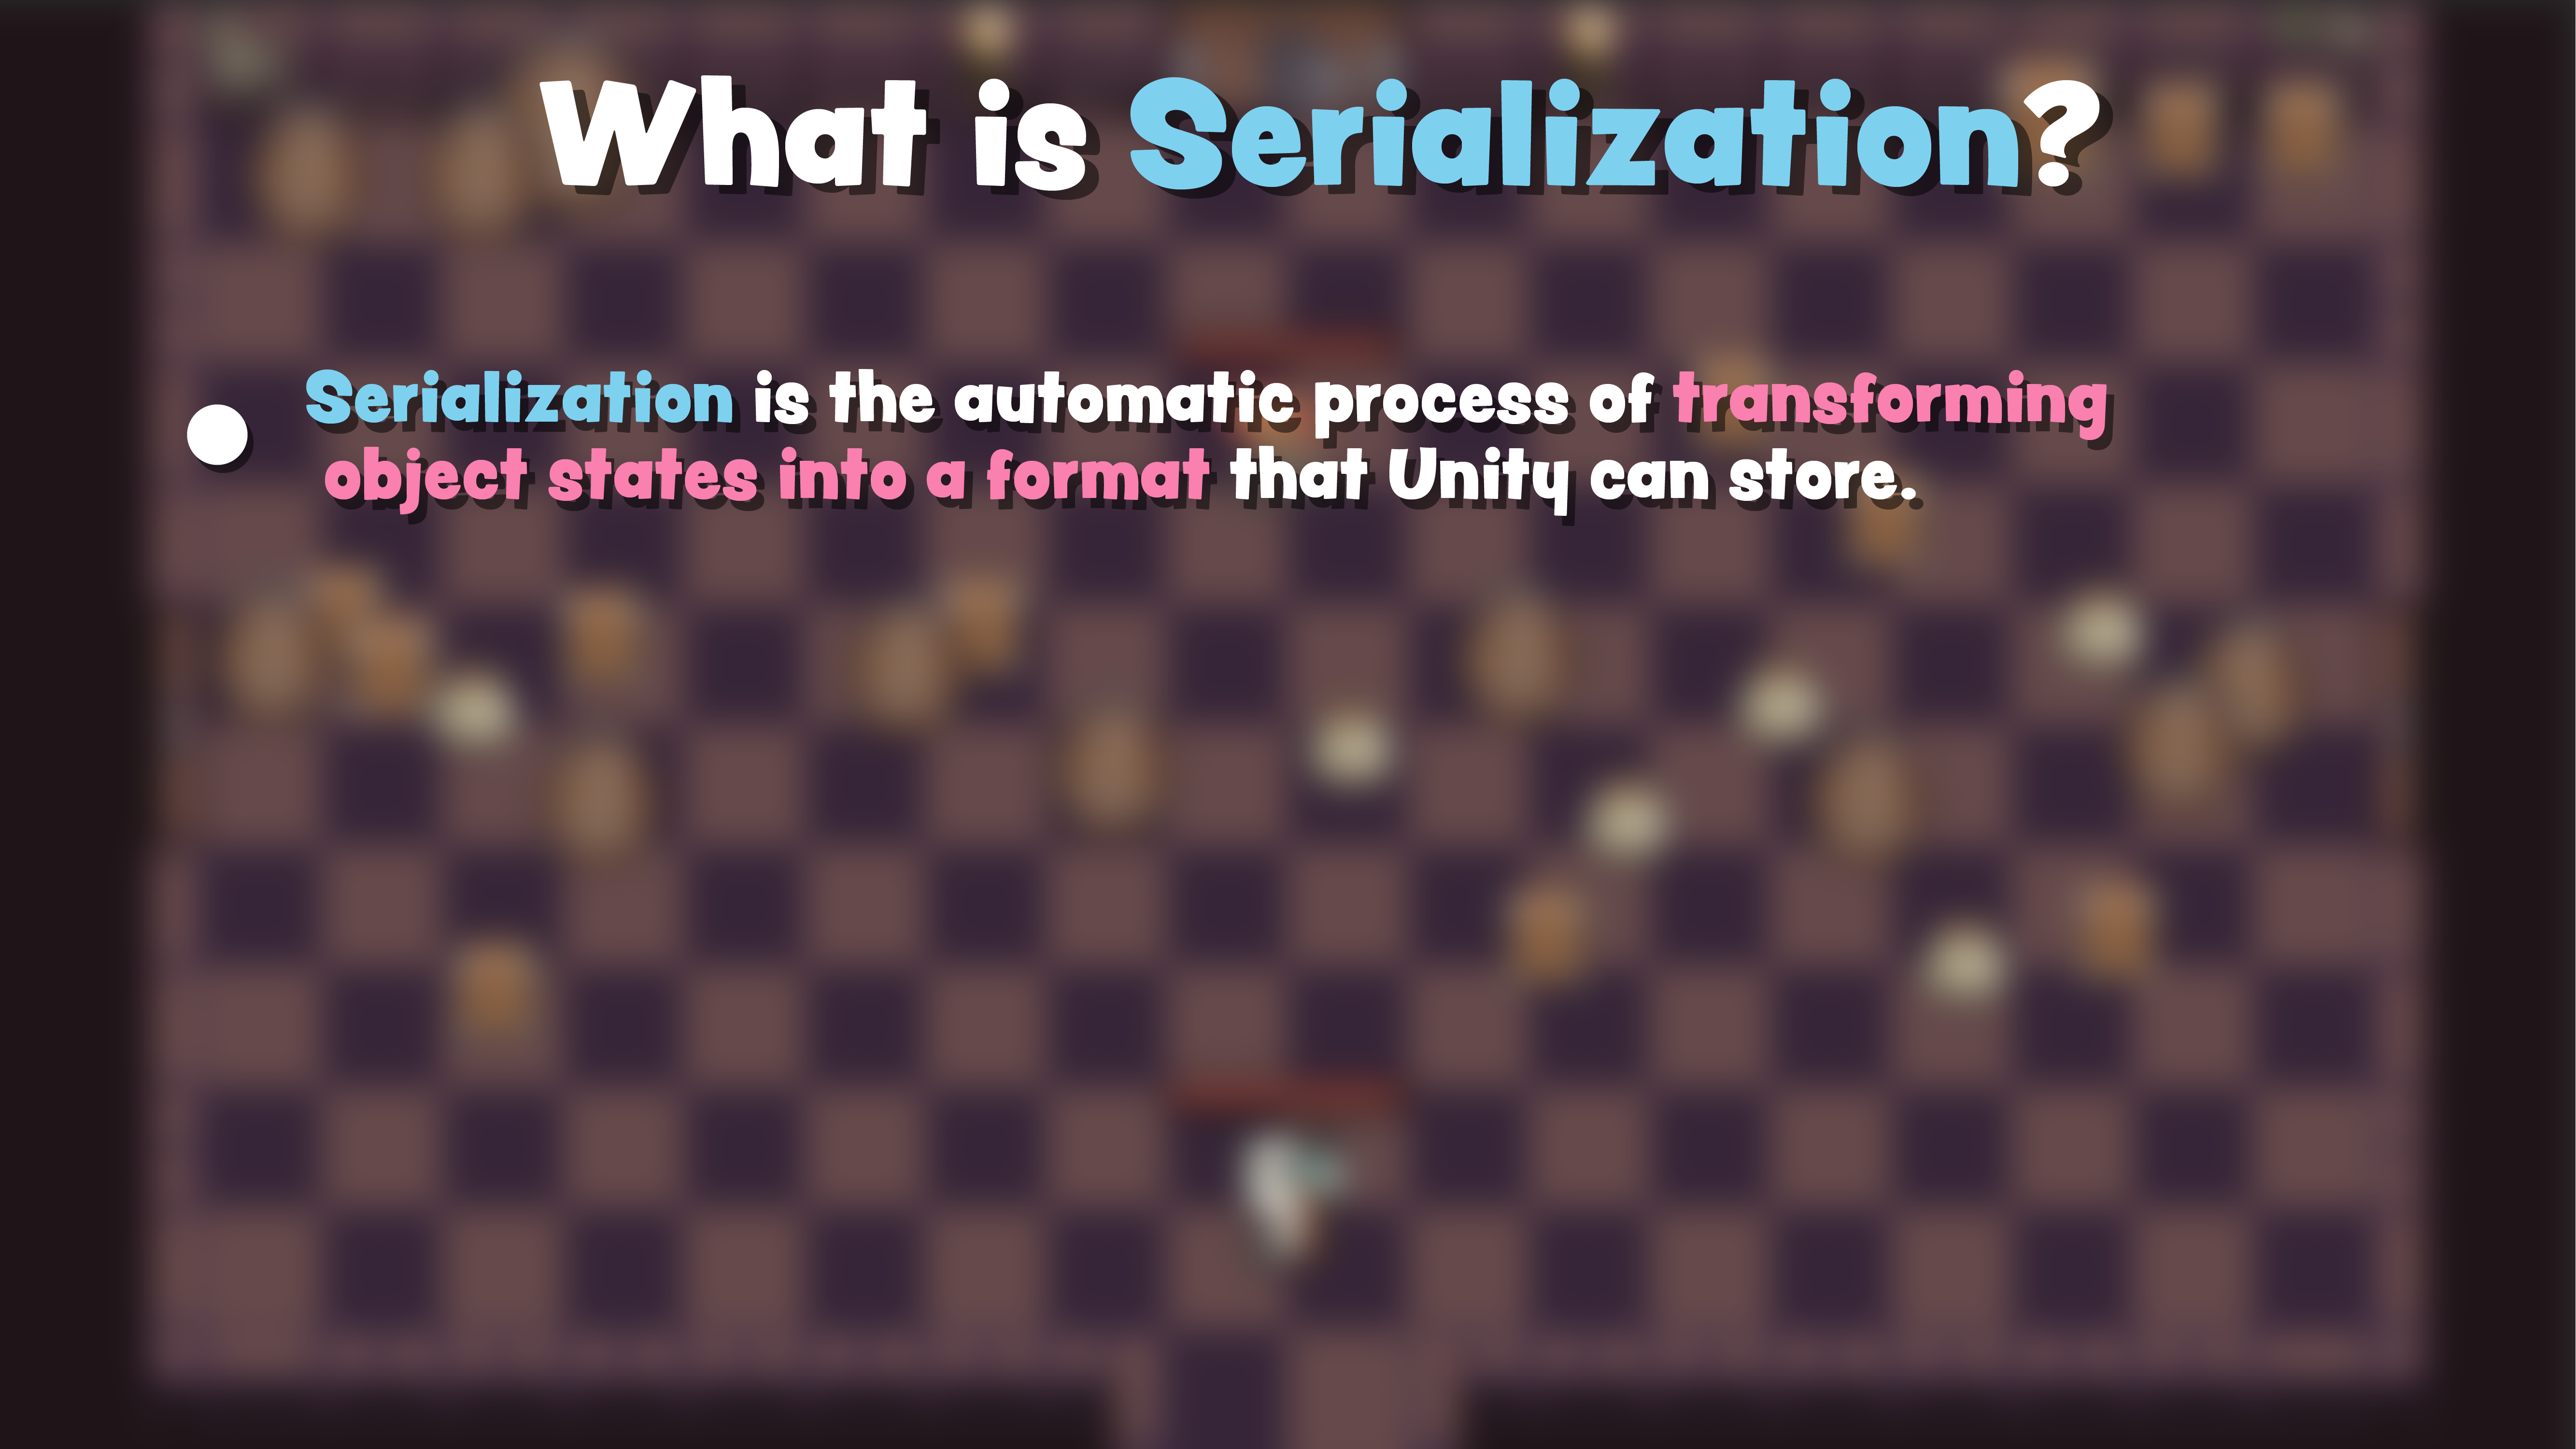 What is Serialization?
Serialization is the automatic process of transforming
object states into a format that Unity can store.